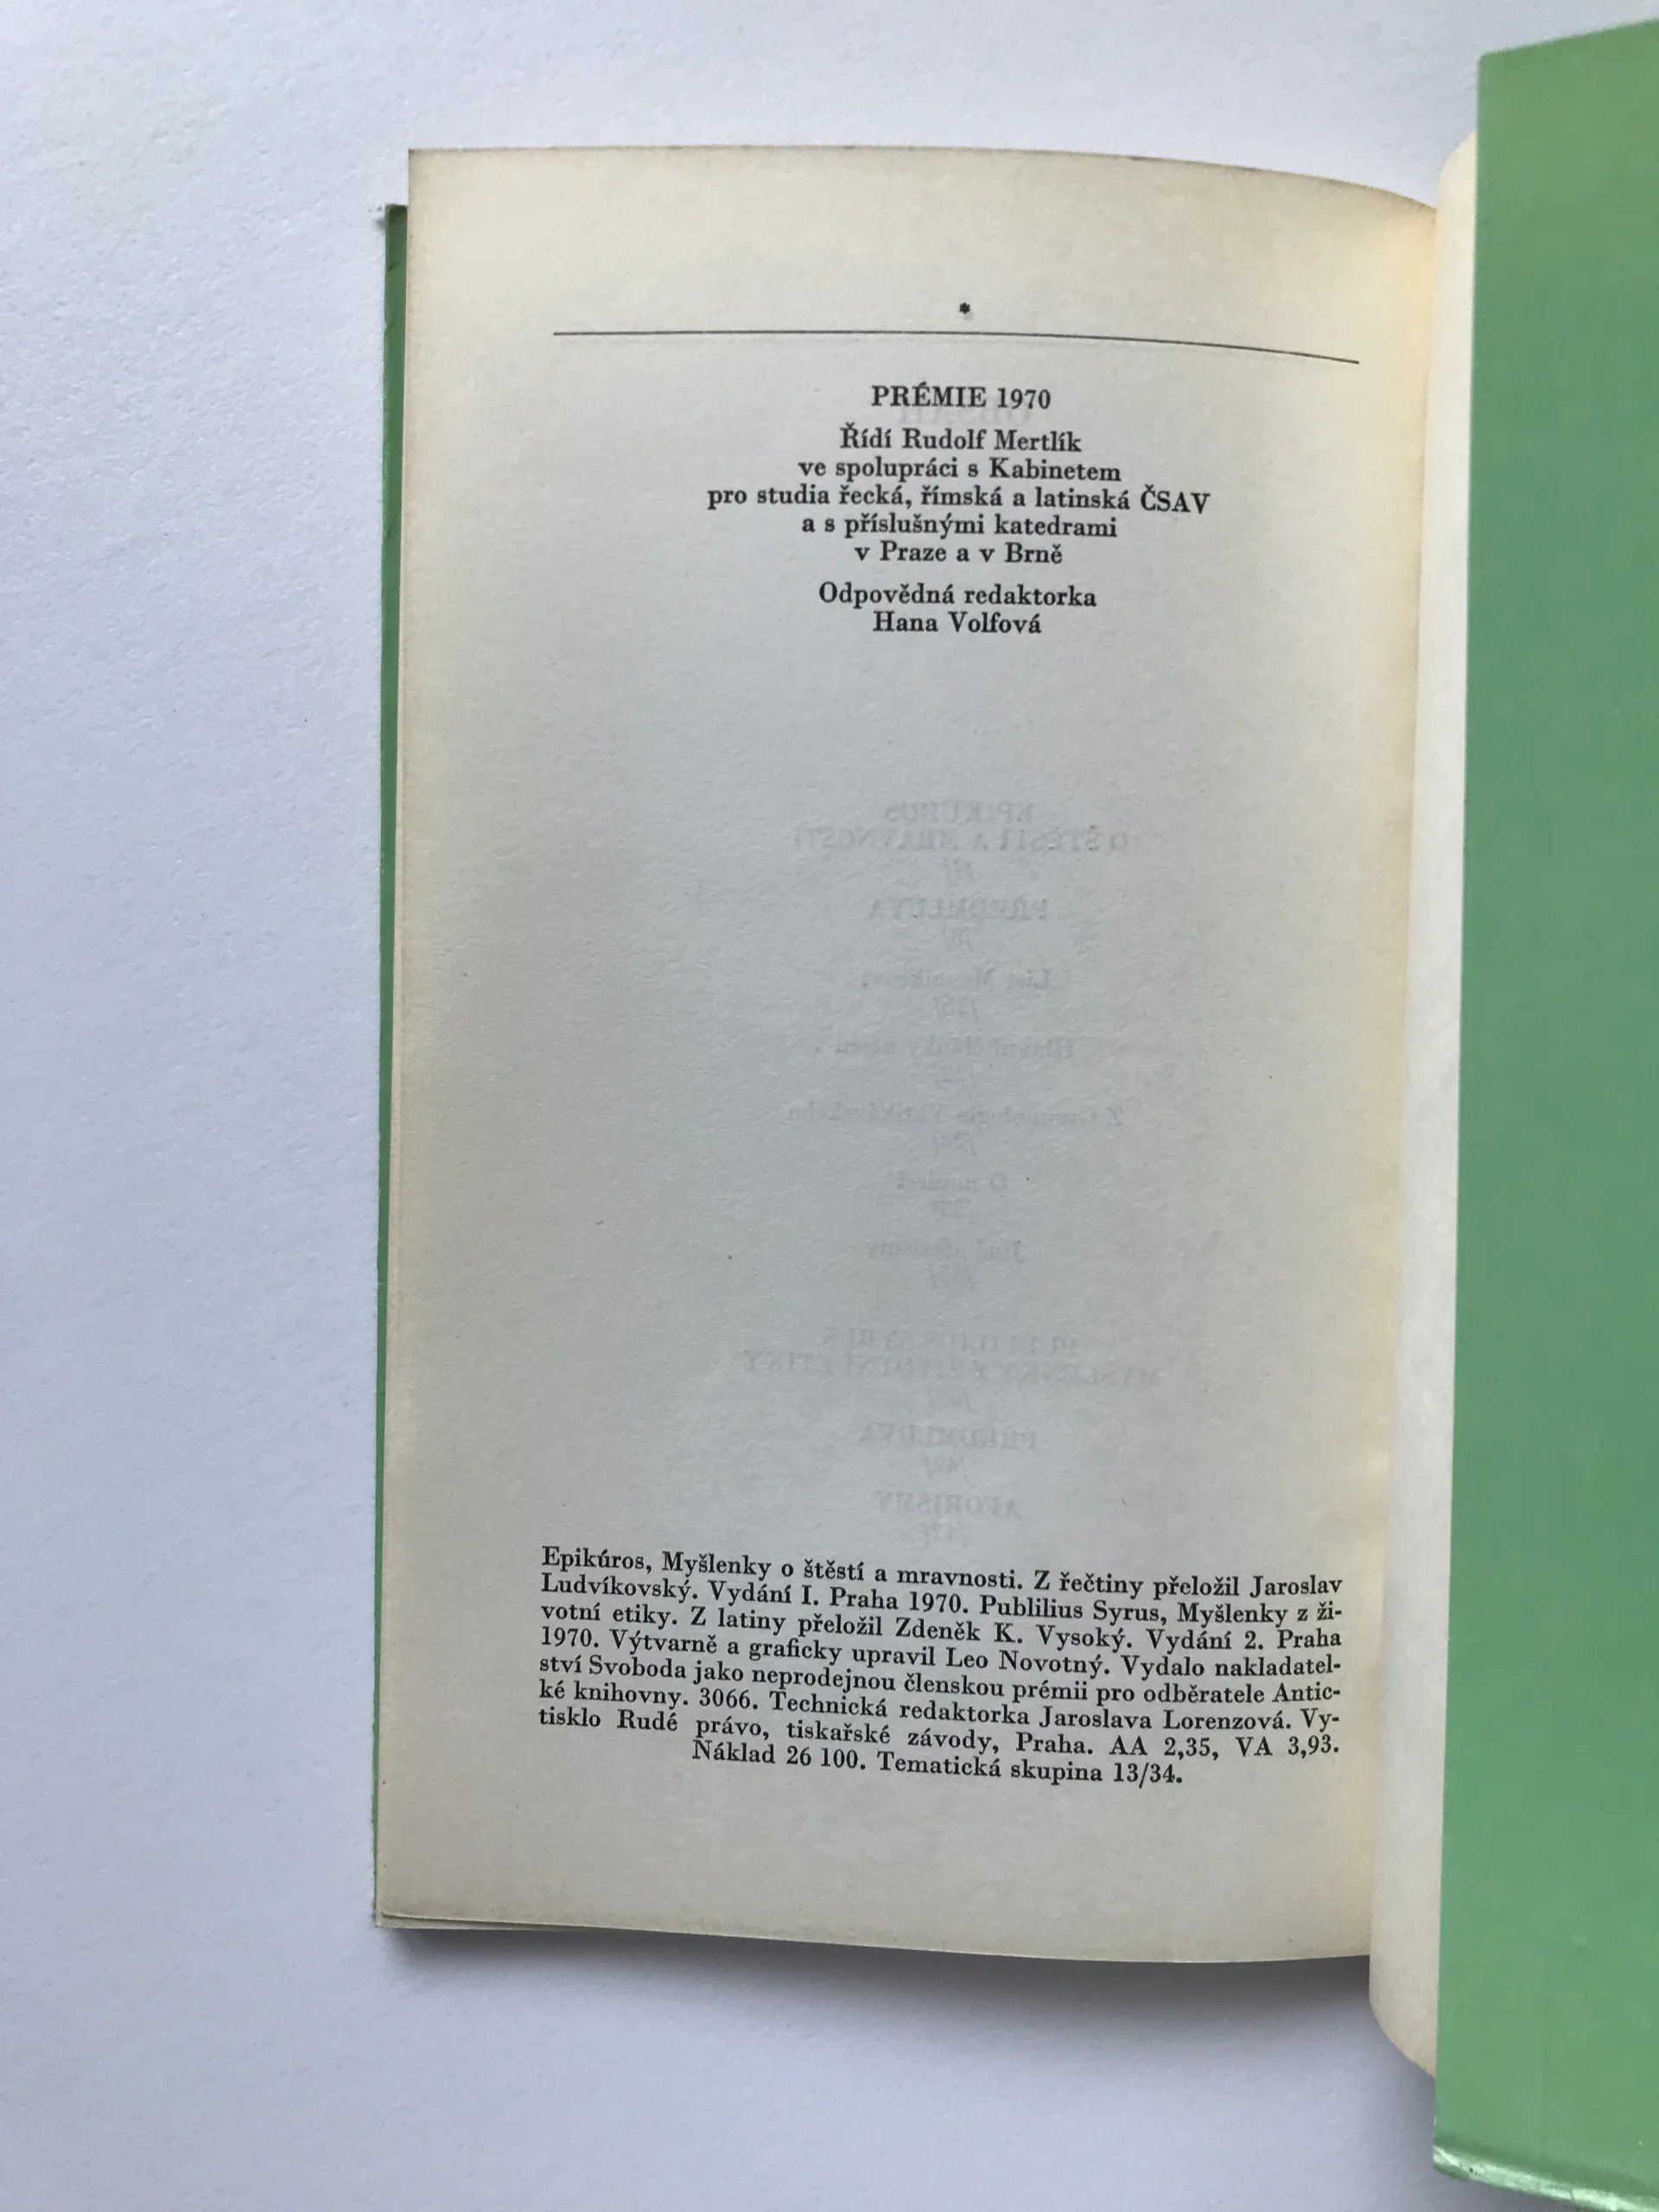 *
PRÉMIE 1970
Řídí Rudolf Mertlík
ve spolupráci s Kabinetem
pro studia řecká, římská a latinská ČSAV
a s příslušnými katedrami
v Praze a v Brně
Odpovědná redaktorka
Hana Volfová
Epikúros, Myšlenky o štěstí a mravnosti. Z řečtiny přeložil Jaroslav
Ludvíkovský. Vydání I. Praha 1970. Publilius Syrus, Myšlenky z ži-
votní etiky. Z latiny přeložil Zdeněk K. Vysoký. Vydání 2. Praha
1970. Výtvarně a graficky upravil Leo Novotný. Vydalo nakladatel-
ství Svoboda jako neprodejnou členskou prémii pro odběratele Antic-
ké knihovny. 3066. Technická redaktorka Jaroslava Lorenzová. Vy-
tisklo Rudé právo, tiskařské závody, Praha. AA 2,35, VA 3,93.
Náklad 26 100. Tematická skupina 13/34.